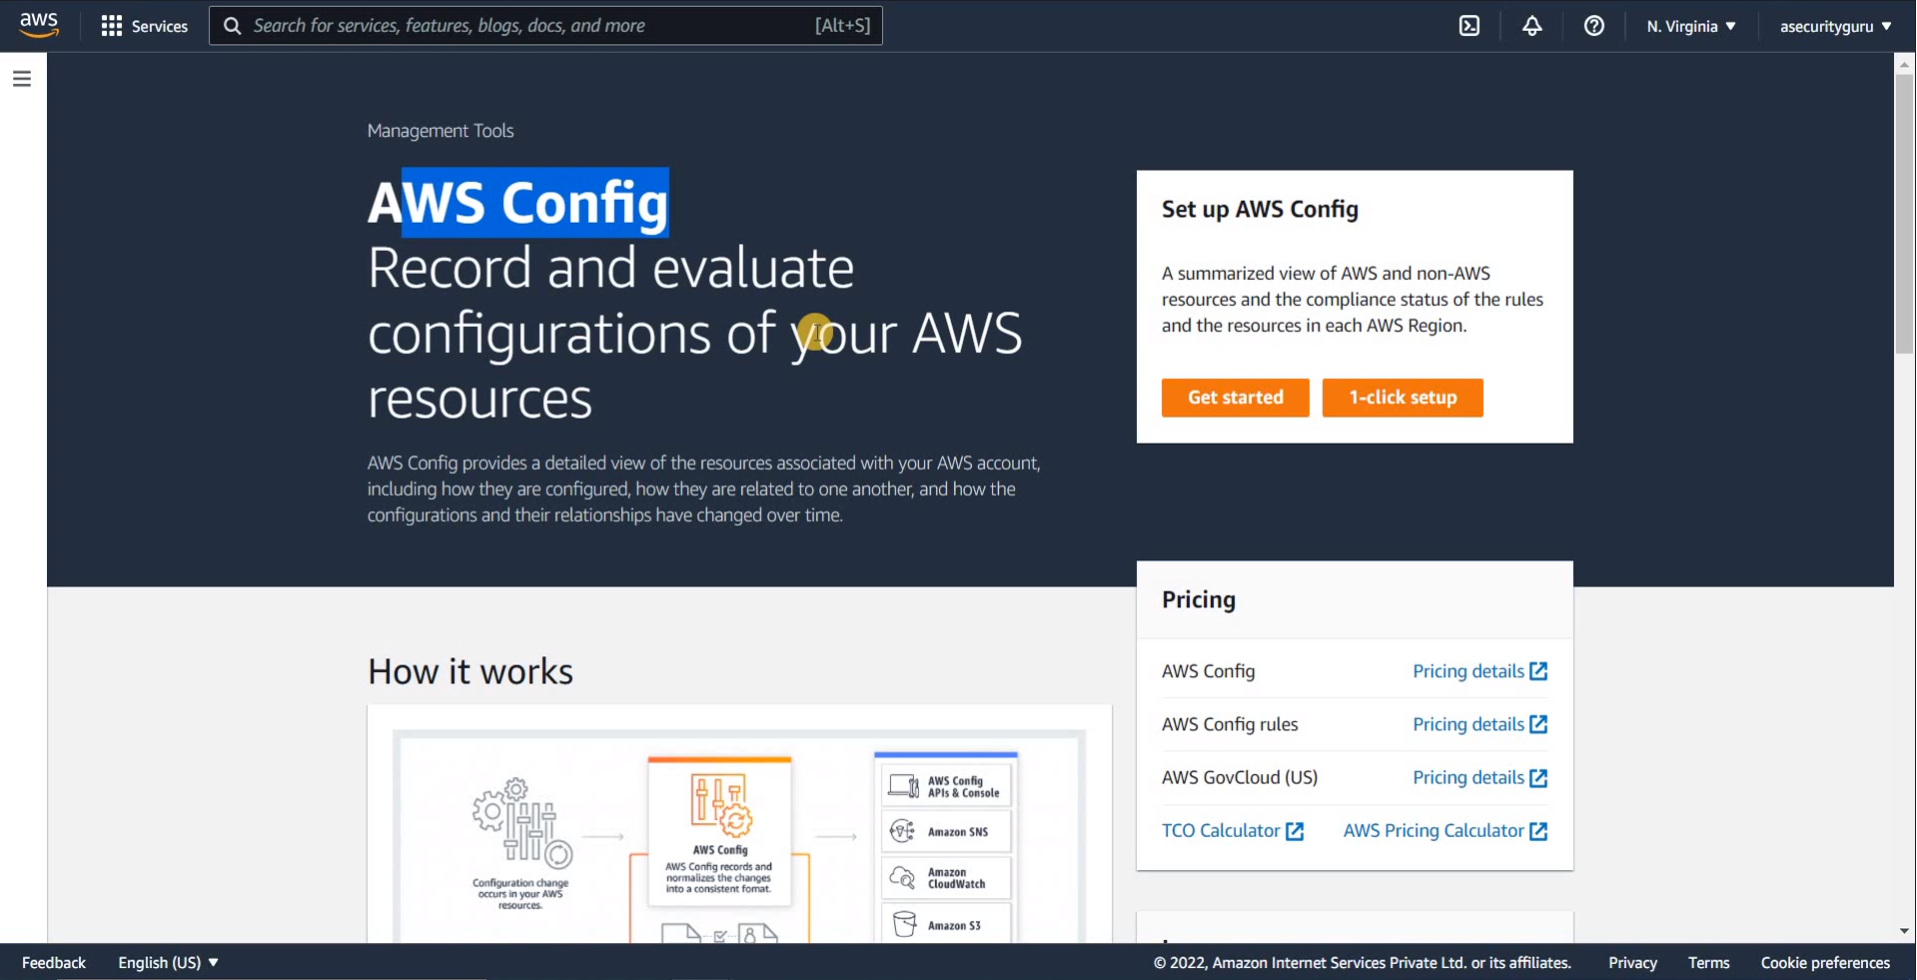 aws
Services
Search for services, features, blogs, docs, and more
[Alt+S]
N. Virginia
asecurityguru
Management Tools
AWS Config
Record and evaluate
configurations of your AWS
resources
AWS Config provides a detailed view of the resources associated with your AWS account,
including how they are configured, how they are related to one another, and how the
configurations and their relationships have changed over time.
Set up AWS Config
A summarized view of AWS and non-AWS
resources and the compliance status of the rules
and the resources in each AWS Region.
Get started
1-click setup
Pricing
AWS Config
Pricing details
AWS Config rules
Pricing details
AWS GovCloud (US)
Pricing details
TCO Calculator
AWS Pricing Calculator
How it works
Configuration change
occurs in your AWS
resources.
AWS Config
AWS Config records and
normalizes the changes
into a consistent format.
AWS Config
APIs & Console
Amazon SNS
Amazon
CloudWatch
Amazon S3
Feedback
English (US)
© 2022, Amazon Internet Services Private Ltd. or its affiliates.
Privacy
Terms
Cookie preferences